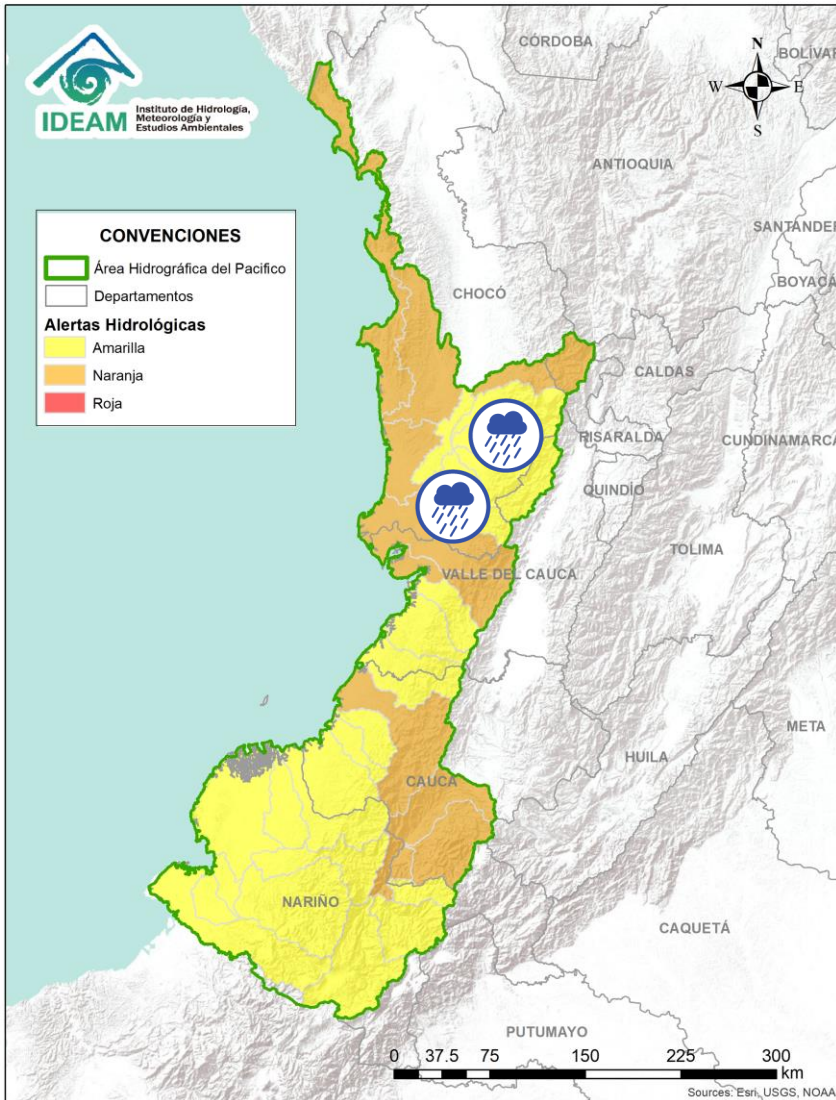 IDEAM
Instituto de Hidrología,
Meteorología y
Estudios Ambientales
CÓRDOBA
BOLÍVAR
N
W
E
S
ANTIOQUIA
SANTANDER
BOYACÁ
CONVENCIONES
Área Hidrográfica del Pacifico
Departamentos
Alertas Hidrológicas
Amarilla
Naranja
Roja
CHOCÓ
CALDAS
RISARALDA
CUNDINAMARCA
QUINDÍO
TOLIMA
VALLE DEL CAUCA
META
HUILA
CAUCA
NARIÑO
CAQUETÁ
PUTUMAYO
0 37.5 75 150 225 300
km
Sources: Esri, USGS, NOAA